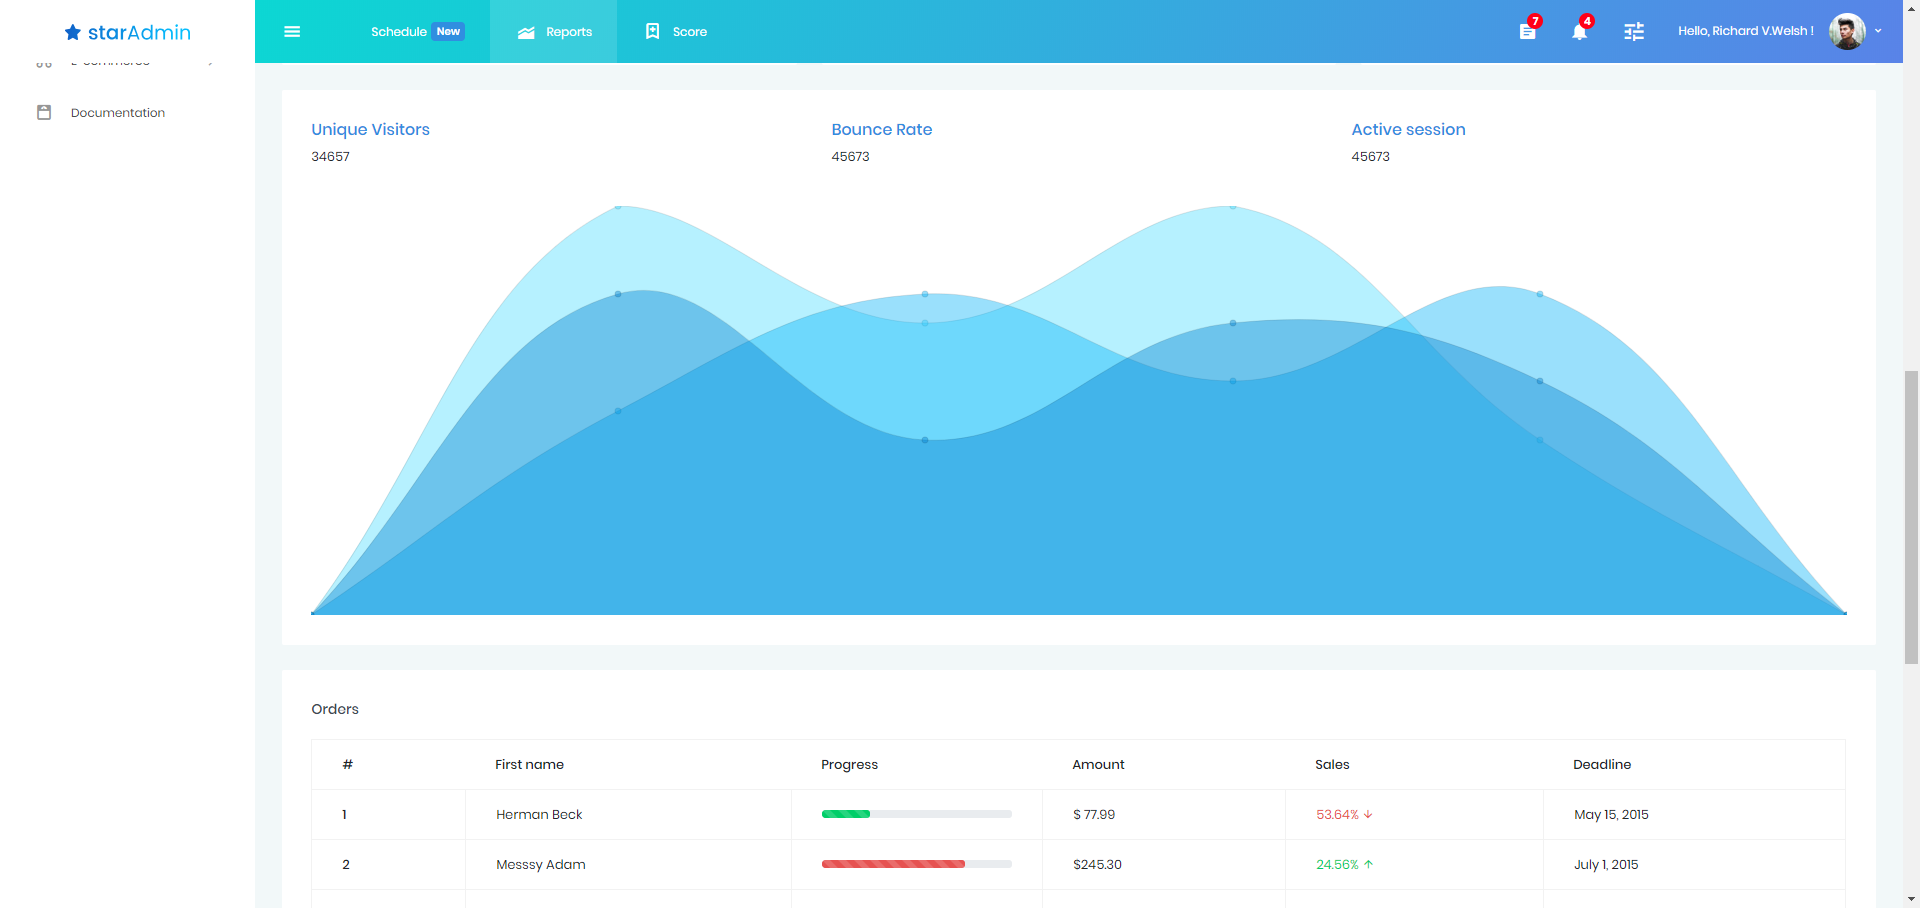 starAdmin
Schedule New
Reports
Score
7
4
Hello, Richard V.Welsh !
Documentation
Unique Visitors
34657
Bounce Rate
45673
Active session
45673
Orders
# First name Progress Amount Sales Deadline
1 Herman Beck $ 77.99 53.64% ↓ May 15, 2015
2 Messsy Adam $245.30 24.56% ↑ July 1, 2015